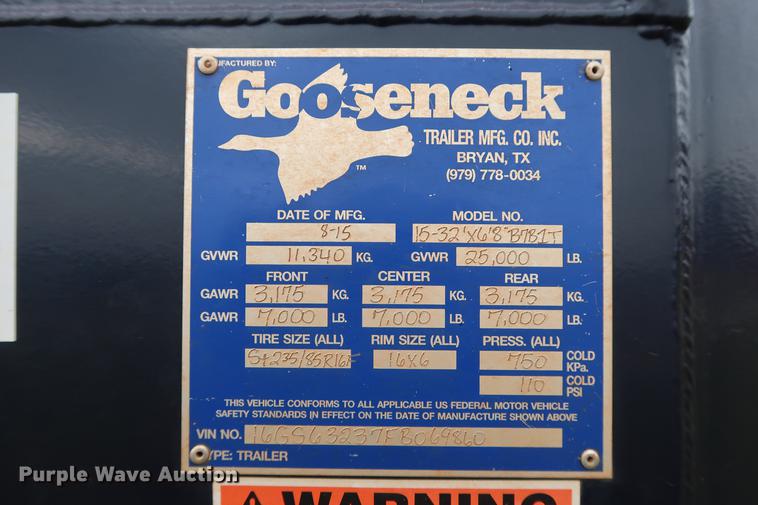 UFACTURED BY:
Gooseneck
TRAILER MFG. CO. INC.
BRYAN, TX
(979) 778-0034
TM
DATE OF MFG. MODEL NO.
8-15 15-32'X6'8"B7B1T
GVWR 11,340 KG. GVWR 25,000 LB.
FRONT CENTER REAR
GAWR 3,175 KG. 3,175 KG. 3,175 KG.
GAWR 7,000 LB. 7,000 LB. 7,000 LB.
TIRE SIZE (ALL) RIM SIZE (ALL) PRESS. (ALL)
St235/85R16F 16X6 750 COLD KPa.
110 COLD PSI
THIS VEHICLE CONFORMS TO ALL APPLICABLE US FEDERAL MOTOR VEHICLE
SAFETY STANDARDS IN EFFECT ON THE DATE OF MANUFACTURE SHOWN ABOVE
VIN NO. 16GS63237FB069860
YPE: TRAILER
Purple Wave Auction
WARNING